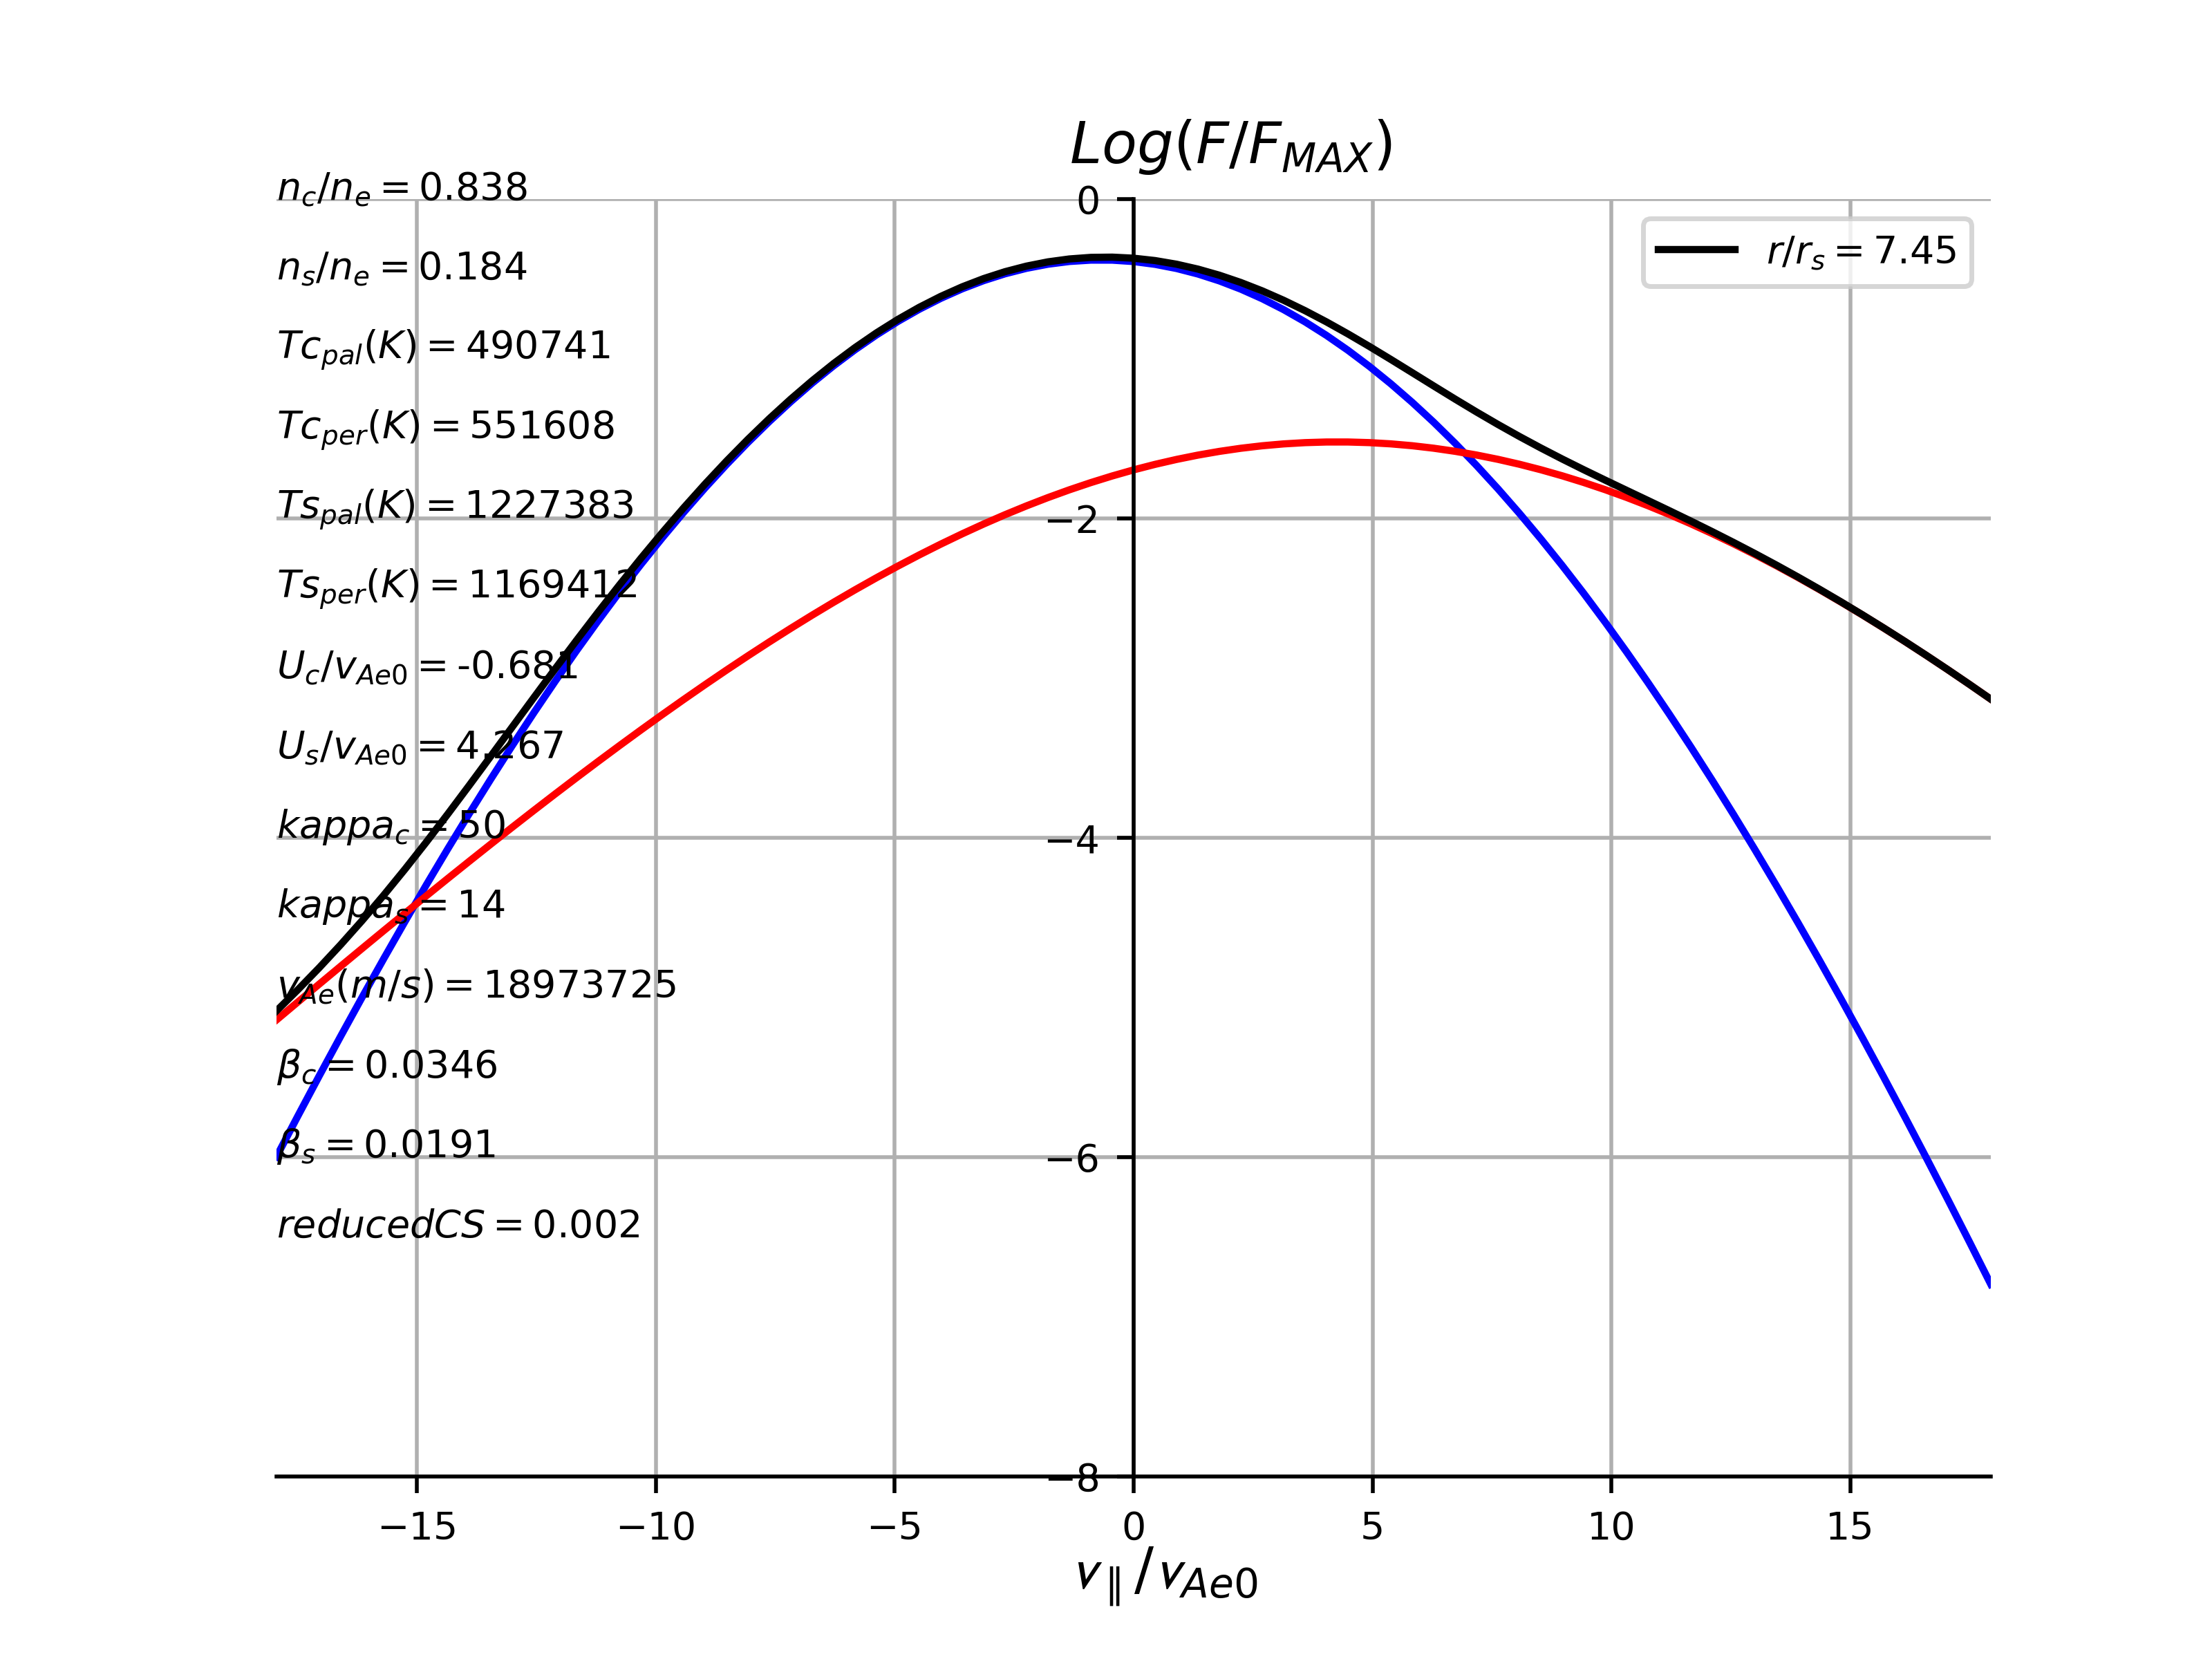 Log(F/F_MAX)
n_c/n_e = 0.838
0
n_s/n_e = 0.184
r/r_s = 7.45
Tc_pal(K) = 490741
Tc_per(K) = 551608
Ts_pal(K) = 1227383
−2
Ts_per(K) = 1169412
U_c/v_Ae0 = -0.681
U_s/v_Ae0 = 4.267
kappa_c = 50
−4
kappa_s = 14
v_Ae(m/s) = 18973725
β_c = 0.0346
β_s = 0.0191
−6
reducedCS = 0.002
−8
−15 −10 −5 0 5 10 15
v_∥/v_Ae0